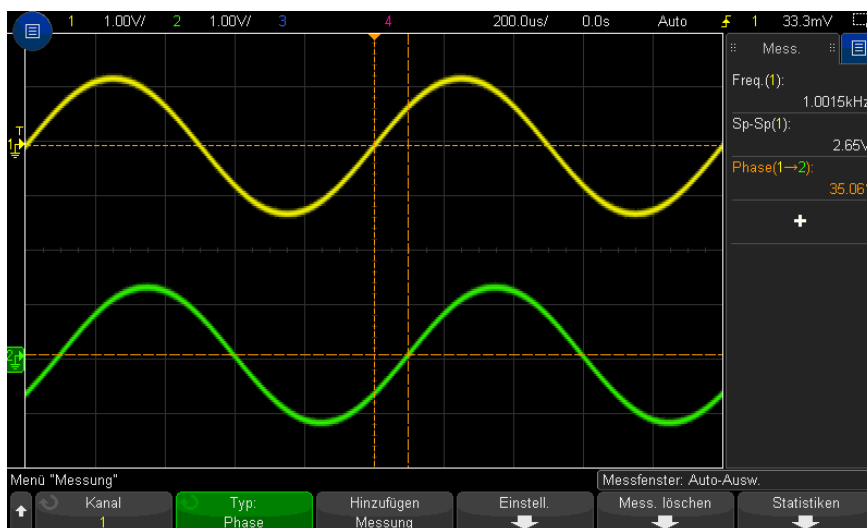 1 1.00V/ 2 1.00V/ 3 4 200.0us/ 0.0s Auto 1 33.3mV
Mess.
Freq.(1):
1.0015kHz
Sp-Sp(1):
2.65V
Phase(1→2):
35.06°
+
T
1
2
Menü "Messung"
Messfenster: Auto-Ausw.
Kanal
1
Typ:
Phase
Hinzufügen
Messung
Einstell.
Mess. löschen
Statistiken